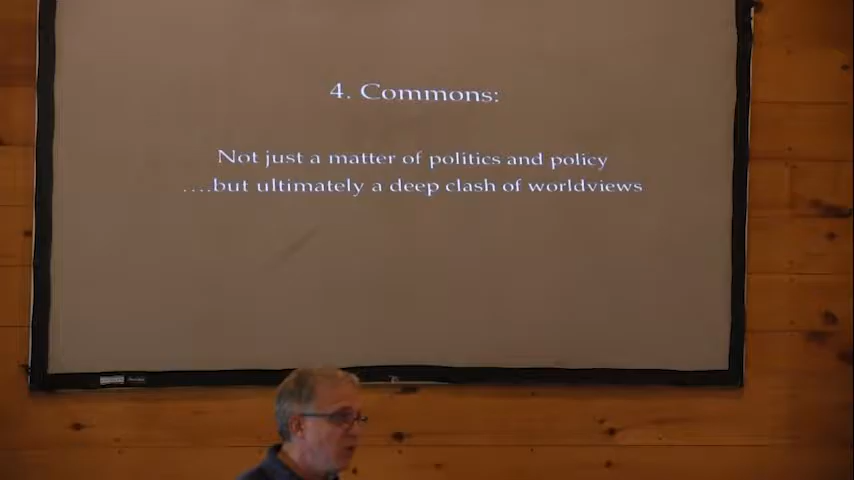 4. Commons:
Not just a matter of politics and policy
....but ultimately a deep clash of worldviews